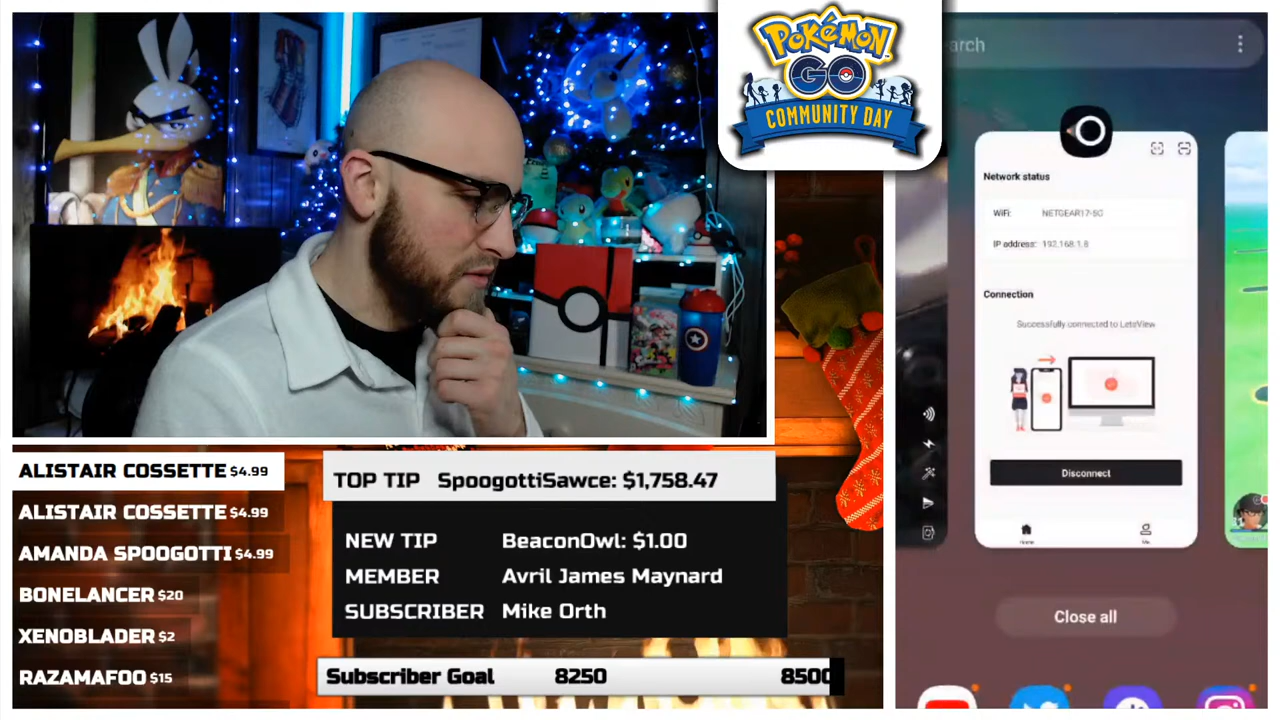 POKÉMON
GO
COMMUNITY DAY
earch
Network status
WiFi: NETGEAR17-5G
IP address: 192.168.1.8
Connection
Successfully connected to LetsView
Disconnect
Home Me
Close all
ALISTAIR COSSETTE $4.99
ALISTAIR COSSETTE $4.99
AMANDA SPOOGOTTI $4.99
BONELANCER $20
XENOBLADER $2
RAZAMAFOO $15
TOP TIP SpoogottiSawce: $1,758.47
NEW TIP BeaconOwl: $1.00
MEMBER Avril James Maynard
SUBSCRIBER Mike Orth
Subscriber Goal 8250 8500